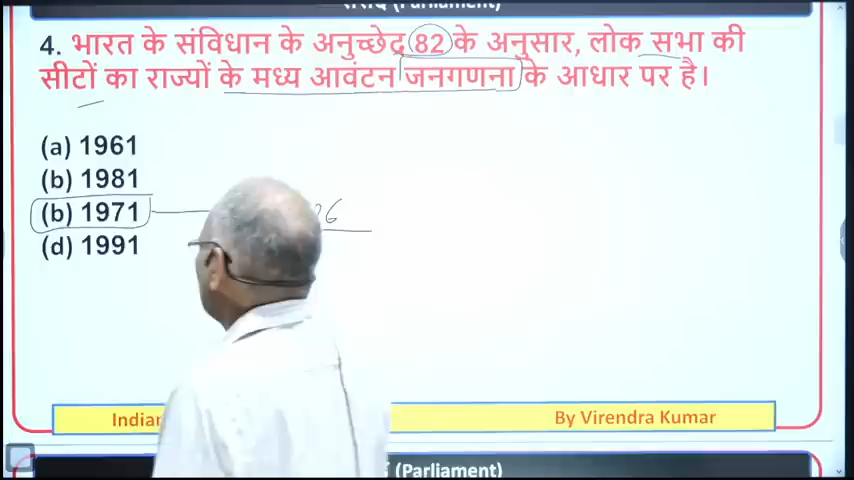 (Parliament)
4. भारत के संविधान के अनुच्छेद 82 के अनुसार, लोक सभा की
सीटों का राज्यों के मध्य आवंटन जनगणना के आधार पर है।
(a) 1961
(b) 1981
(b) 1971
(d) 1991
By Virendra Kumar
(Parliament)